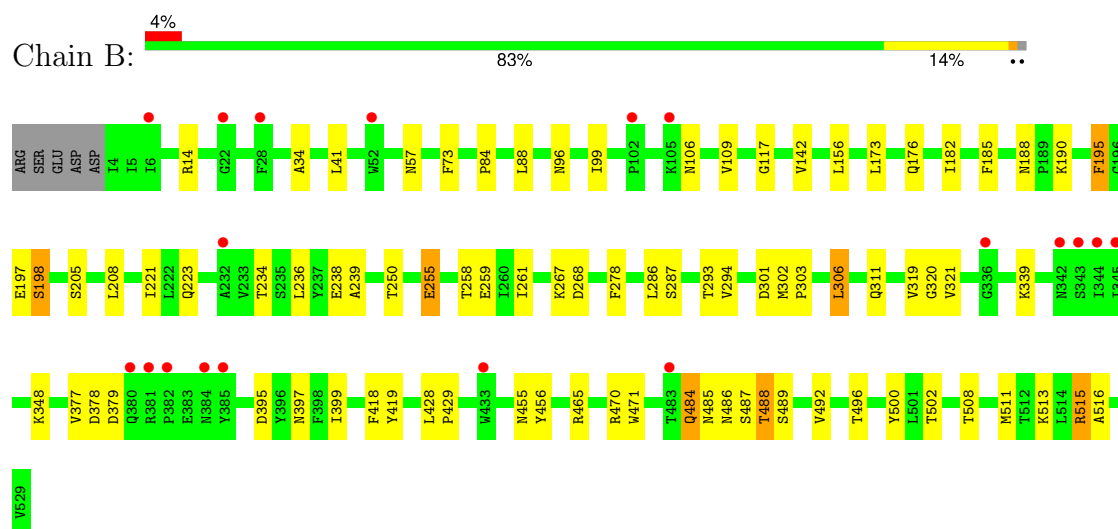 4%
Chain B:
83% 14% ••
ARG SER GLU ASP ASP I4 I5 I6 R14 G22 F28 A34 L41 W52 N57 F73 P84 L88 N96 I99 P102 K105 N106 V109 G117 V142 L156 L173 Q176 I182 F185 N188 P189 K190 F195 G196
E197 S198 S205 L208 I221 L222 Q223 A232 V233 T234 S235 L236 Y237 E238 A239 T250 E255 T258 E259 I260 I261 K267 D268 F278 L286 S287 T293 V294 D301 M302 P303 L306 Q311 V319 G320 V321 G336 K339 N342 S343 I344 I345
K348 V377 D378 D379 Q380 R381 P382 E383 N384 Y385 D395 Y396 N397 F398 I399 F418 Y419 L428 P429 W433 N455 Y456 R465 R470 W471 T483 Q484 N485 N486 S487 T488 S489 V492 T496 Y500 L501 T502 T508 M511 T512 K513 L514 R515 A516
V529